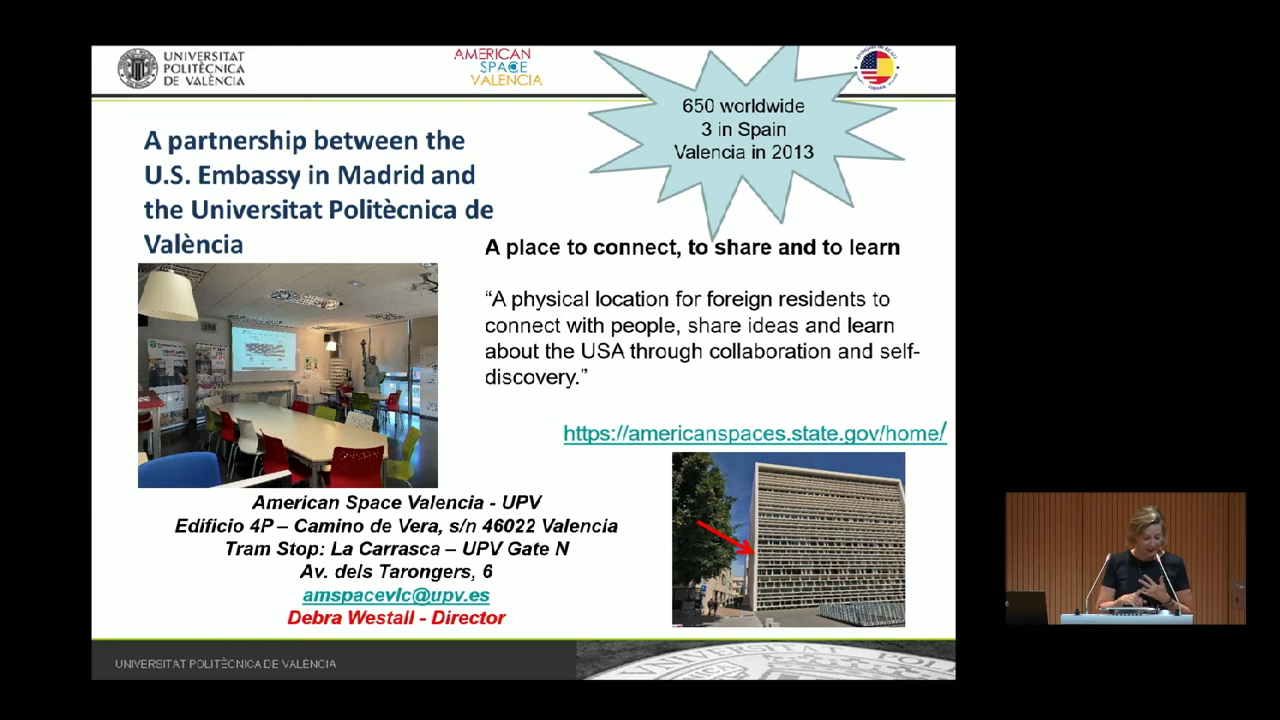 UNIVERSITAT
POLITÈCNICA
DE VALÈNCIA
AMERICAN
SPACE
VALENCIA
650 worldwide
3 in Spain
Valencia in 2013
A partnership between the
U.S. Embassy in Madrid and
the Universitat Politècnica de
València
A place to connect, to share and to learn
“A physical location for foreign residents to
connect with people, share ideas and learn
about the USA through collaboration and self-
discovery.”
https://americanspaces.state.gov/home/
American Space Valencia - UPV
Edificio 4P – Camino de Vera, s/n 46022 Valencia
Tram Stop: La Carrasca – UPV Gate N
Av. dels Tarongers, 6
amspacevlc@upv.es
Debra Westall - Director
UNIVERSITAT POLITÈCNICA DE VALÈNCIA